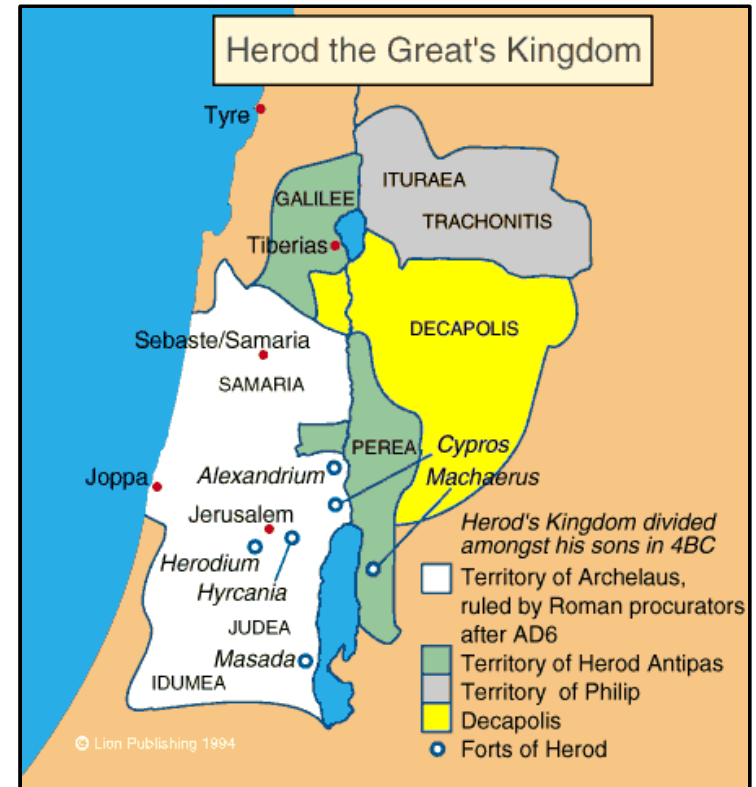 Herod the Great's Kingdom
Tyre
ITURAEA
GALILEE
TRACHONITIS
Tiberias
DECAPOLIS
Sebaste/Samaria
SAMARIA
PEREA
Cypros
Alexandrium
Machaerus
Joppa
Jerusalem
Herodium
Hyrcania
JUDEA
Masada
IDUMEA
Herod's Kingdom divided
amongst his sons in 4BC
Territory of Archelaus,
ruled by Roman procurators
after AD6
Territory of Herod Antipas
Territory of Philip
Decapolis
Forts of Herod
© Lion Publishing 1994